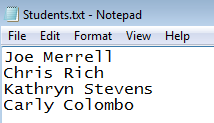 Students.txt - Notepad
File Edit Format View Help
Joe Merrell
Chris Rich
Kathryn Stevens
Carly Colombo